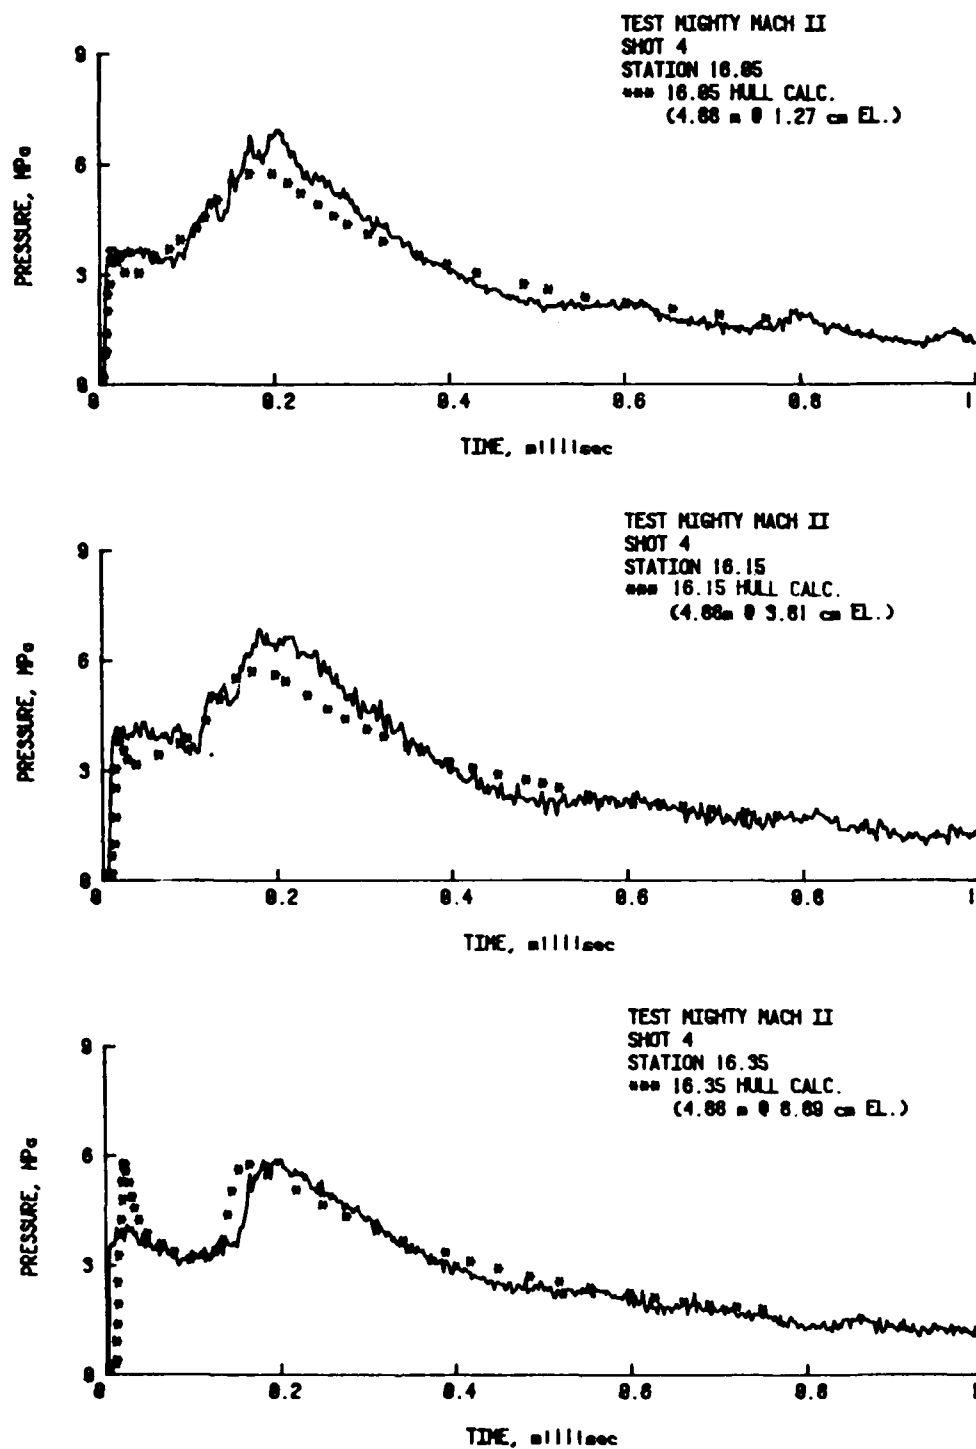 TEST MIGHTY MACH II
SHOT 4
STATION 16.05
*** 16.05 HULL CALC.
(4.88 m @ 1.27 cm EL.)
PRESSURE, MPa
9
6
3
0
0 0.2 0.4 0.6 0.8 1
TIME, millisec
TEST MIGHTY MACH II
SHOT 4
STATION 16.15
*** 16.15 HULL CALC.
(4.88m @ 3.81 cm EL.)
PRESSURE, MPa
9
6
3
0
0 0.2 0.4 0.6 0.8 1
TIME, millisec
TEST MIGHTY MACH II
SHOT 4
STATION 16.35
*** 16.35 HULL CALC.
(4.88 m @ 8.89 cm EL.)
PRESSURE, MPa
9
6
3
0
0 0.2 0.4 0.6 0.8 1
TIME, millisec